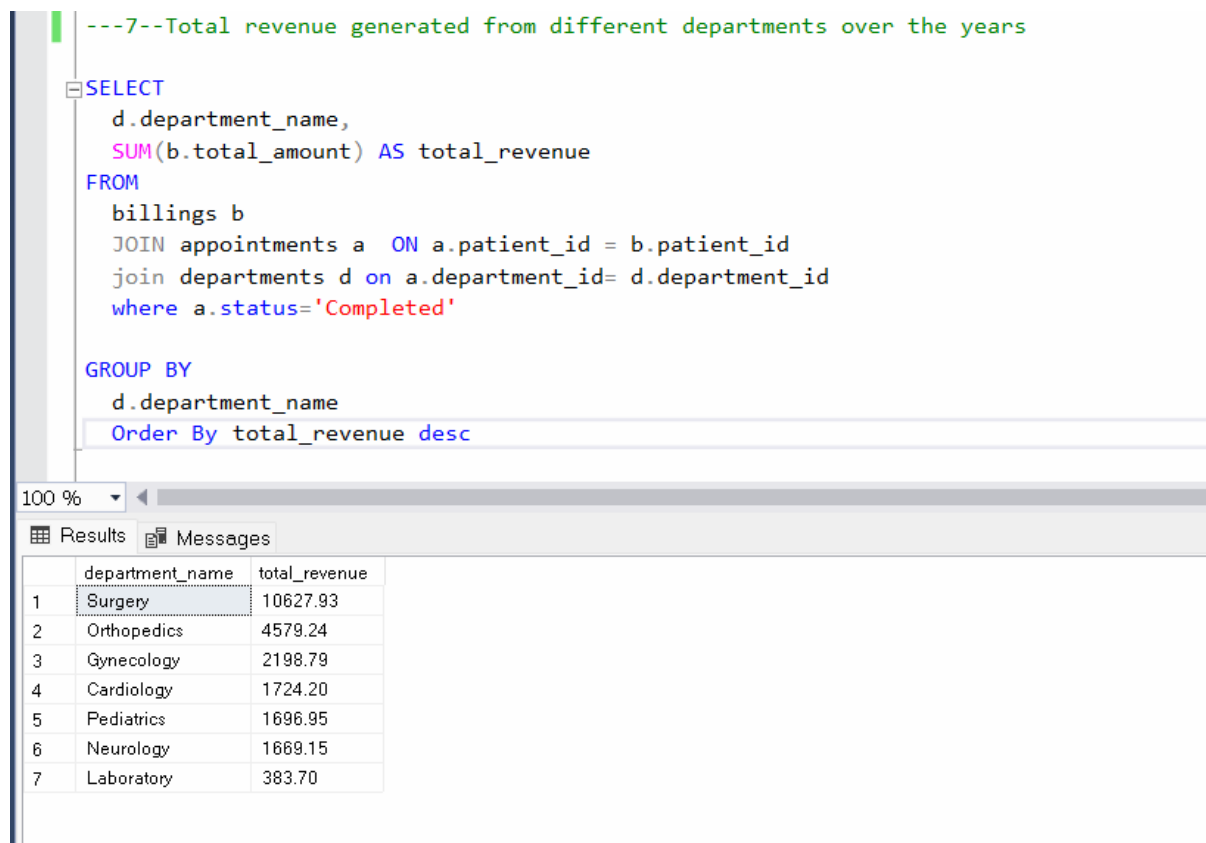 ---7--Total revenue generated from different departments over the years
SELECT
d.department_name,
SUM(b.total_amount) AS total_revenue
FROM
billings b
JOIN appointments a  ON a.patient_id = b.patient_id
join departments d on a.department_id= d.department_id
where a.status='Completed'
GROUP BY
d.department_name
Order By total_revenue desc
100 %
Results Messages
department_name total_revenue
1 Surgery 10627.93
2 Orthopedics 4579.24
3 Gynecology 2198.79
4 Cardiology 1724.20
5 Pediatrics 1696.95
6 Neurology 1669.15
7 Laboratory 383.70